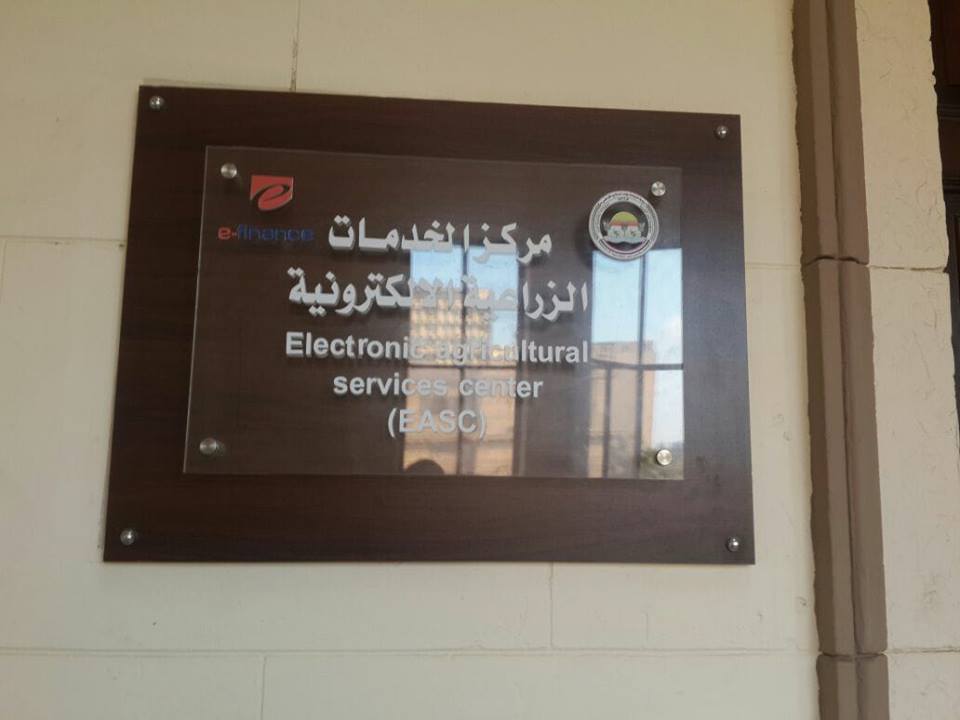 e-finance
مركز الخدمات
الزراعية الالكترونية
Electronic agricultural
services center
(EASC)